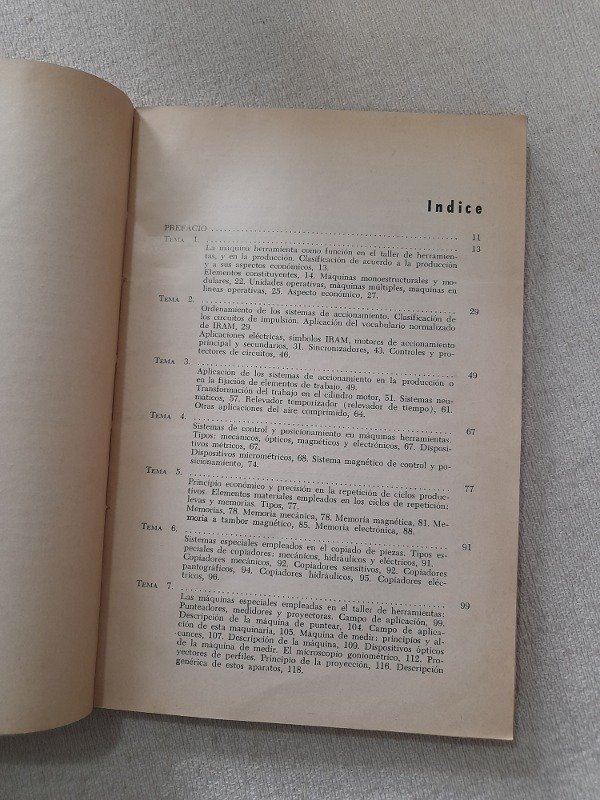 Indice
PREFACIO .......................................... 11
TEMA 1. .......................................... 13
La máquina herramienta como función en el taller de herramien-
tas, y en la producción. Clasificación de acuerdo a la producción
y a sus aspectos económicos, 13.
Elementos constituyentes, 14. Máquinas monoestructurales y mo-
dulares, 22. Unidades operativas, máquinas múltiples, máquinas en
líneas operativas, 25. Aspecto económico, 27.
TEMA 2. .......................................... 29
Ordenamiento de los sistemas de accionamiento. Clasificación de
los circuitos de impulsión. Aplicación del vocabulario normalizado
de IRAM, 29.
Aplicaciones eléctricas, símbolos IRAM, motores de accionamiento
principal y secundarios, 31. Sincronizadores, 43. Controles y pro-
tectores de circuitos, 46.
TEMA 3. .......................................... 49
Aplicación de los sistemas de accionamiento en la producción o
en la fijación de elementos de trabajo, 49.
Transformación del trabajo en el cilindro motor, 51. Sistemas neu-
máticos, 57. Relevador temporizador (relevador de tiempo), 61.
Otras aplicaciones del aire comprimido, 64.
TEMA 4. .......................................... 67
Sistemas de control y posicionamiento en máquinas herramientas.
Tipos: mecánicos, ópticos, magnéticos y electrónicos, 67. Disposi-
tivos métricos, 67.
Dispositivos micrométricos, 68. Sistema magnético de control y po-
sicionamiento, 74.
TEMA 5. .......................................... 77
Principio económico y precisión en la repetición de ciclos produc-
tivos. Elementos materiales empleados en los ciclos de repetición:
levas y memorias. Tipos, 77.
Memorias, 78. Memoria mecánica, 78. Memoria magnética, 81. Me-
moria a tambor magnético, 85. Memoria electrónica, 88.
TEMA 6. .......................................... 91
Sistemas especiales empleados en el copiado de piezas. Tipos es-
peciales de copiadores: mecánicos, hidráulicos y eléctricos, 91.
Copiadores mecánicos, 92. Copiadores sensitivos, 92. Copiadores
pantográficos, 94. Copiadores hidráulicos, 95. Copiadores eléc-
tricos, 96.
TEMA 7. .......................................... 99
Las máquinas especiales empleadas en el taller de herramientas:
Punteadores, medidores y proyectoras. Campo de aplicación, 99.
Descripción de la máquina de puntear, 104. Campo de aplica-
ción de esta maquinaria, 105. Máquina de medir: principios y al-
cances, 107. Descripción de la máquina, 109. Dispositivos ópticos
de la máquina de medir. El microscopio goniométrico, 112. Pro-
yectores de perfiles. Principio de la proyección, 116. Descripción
genérica de estos aparatos, 118.